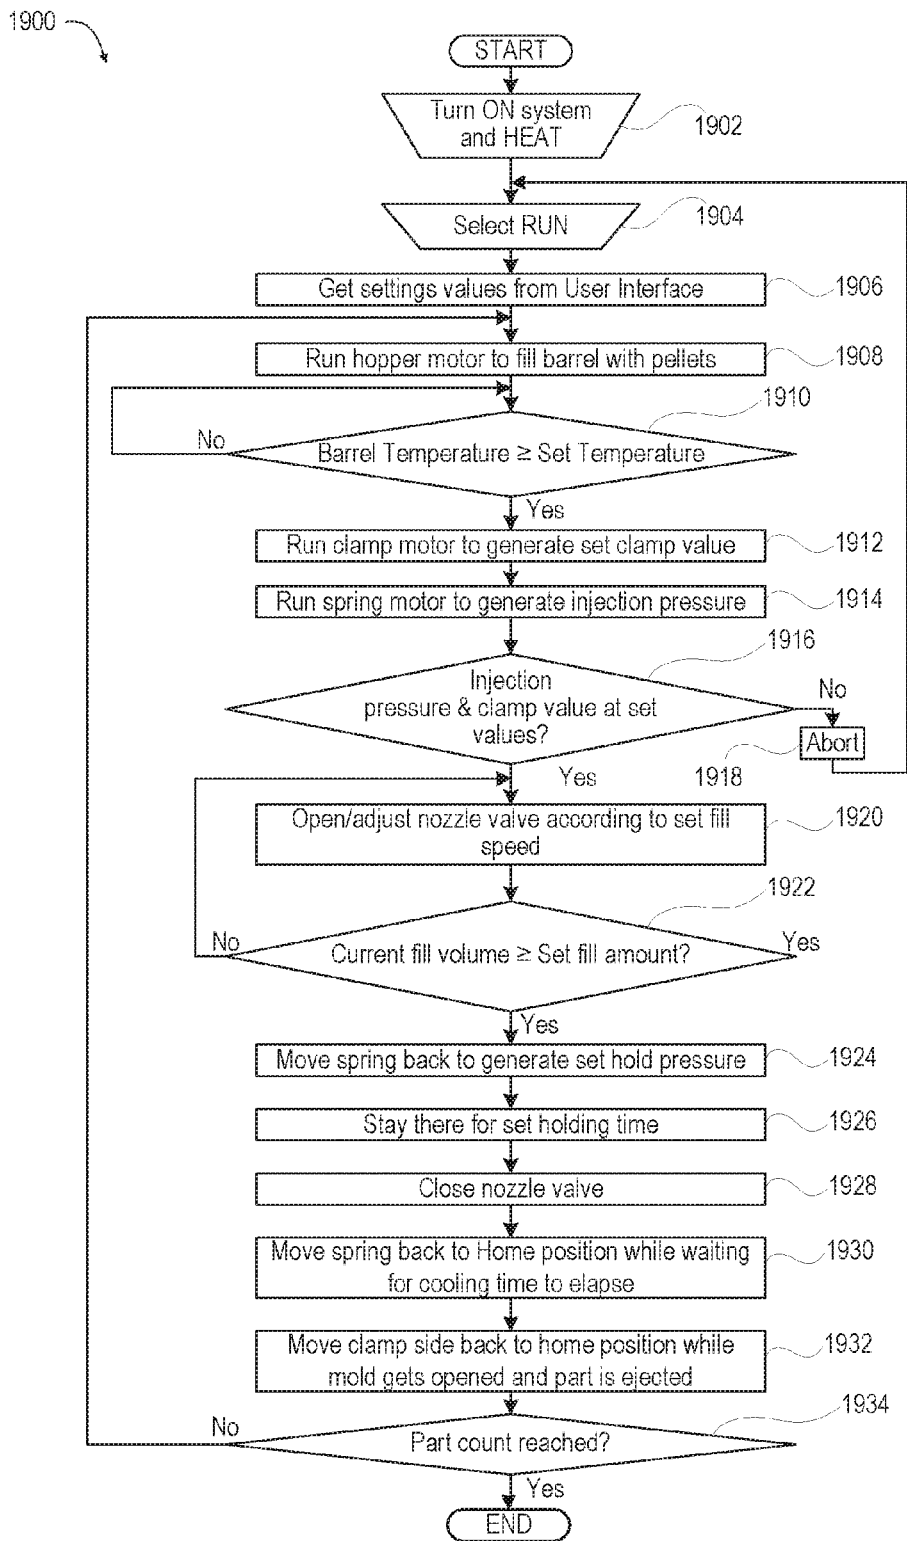 1900
START
Turn ON system
and HEAT
1902
Select RUN
1904
Get settings values from User Interface
1906
Run hopper motor to fill barrel with pellets
1908
1910
No
Barrel Temperature ≥ Set Temperature
Yes
Run clamp motor to generate set clamp value
1912
Run spring motor to generate injection pressure
1914
1916
Injection
pressure & clamp value at set
values?
No
Abort
1918
Yes
Open/adjust nozzle valve according to set fill
speed
1920
1922
No
Current fill volume ≥ Set fill amount?
Yes
Yes
Move spring back to generate set hold pressure
1924
Stay there for set holding time
1926
Close nozzle valve
1928
Move spring back to Home position while waiting
for cooling time to elapse
1930
Move clamp side back to home position while
mold gets opened and part is ejected
1932
1934
No
Part count reached?
Yes
END